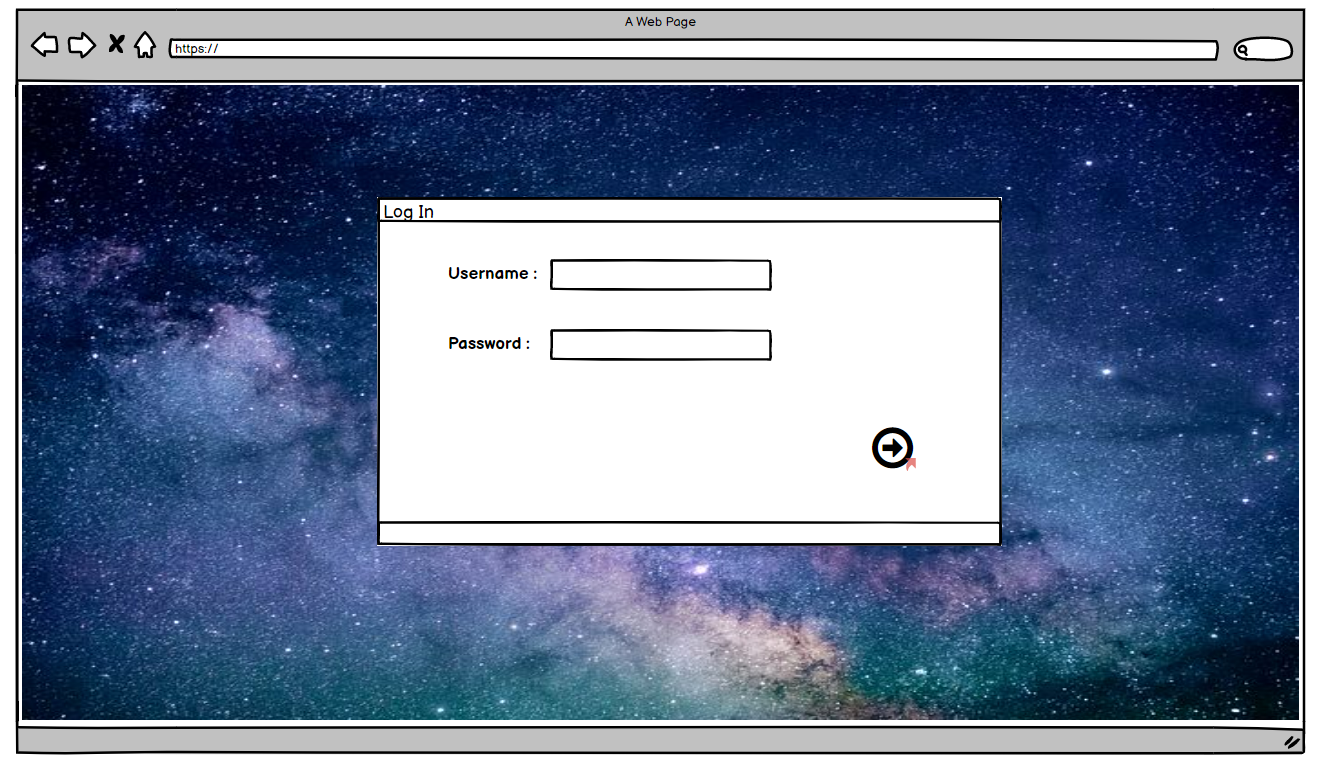 A Web Page
https://
Log In
Username :
Password :